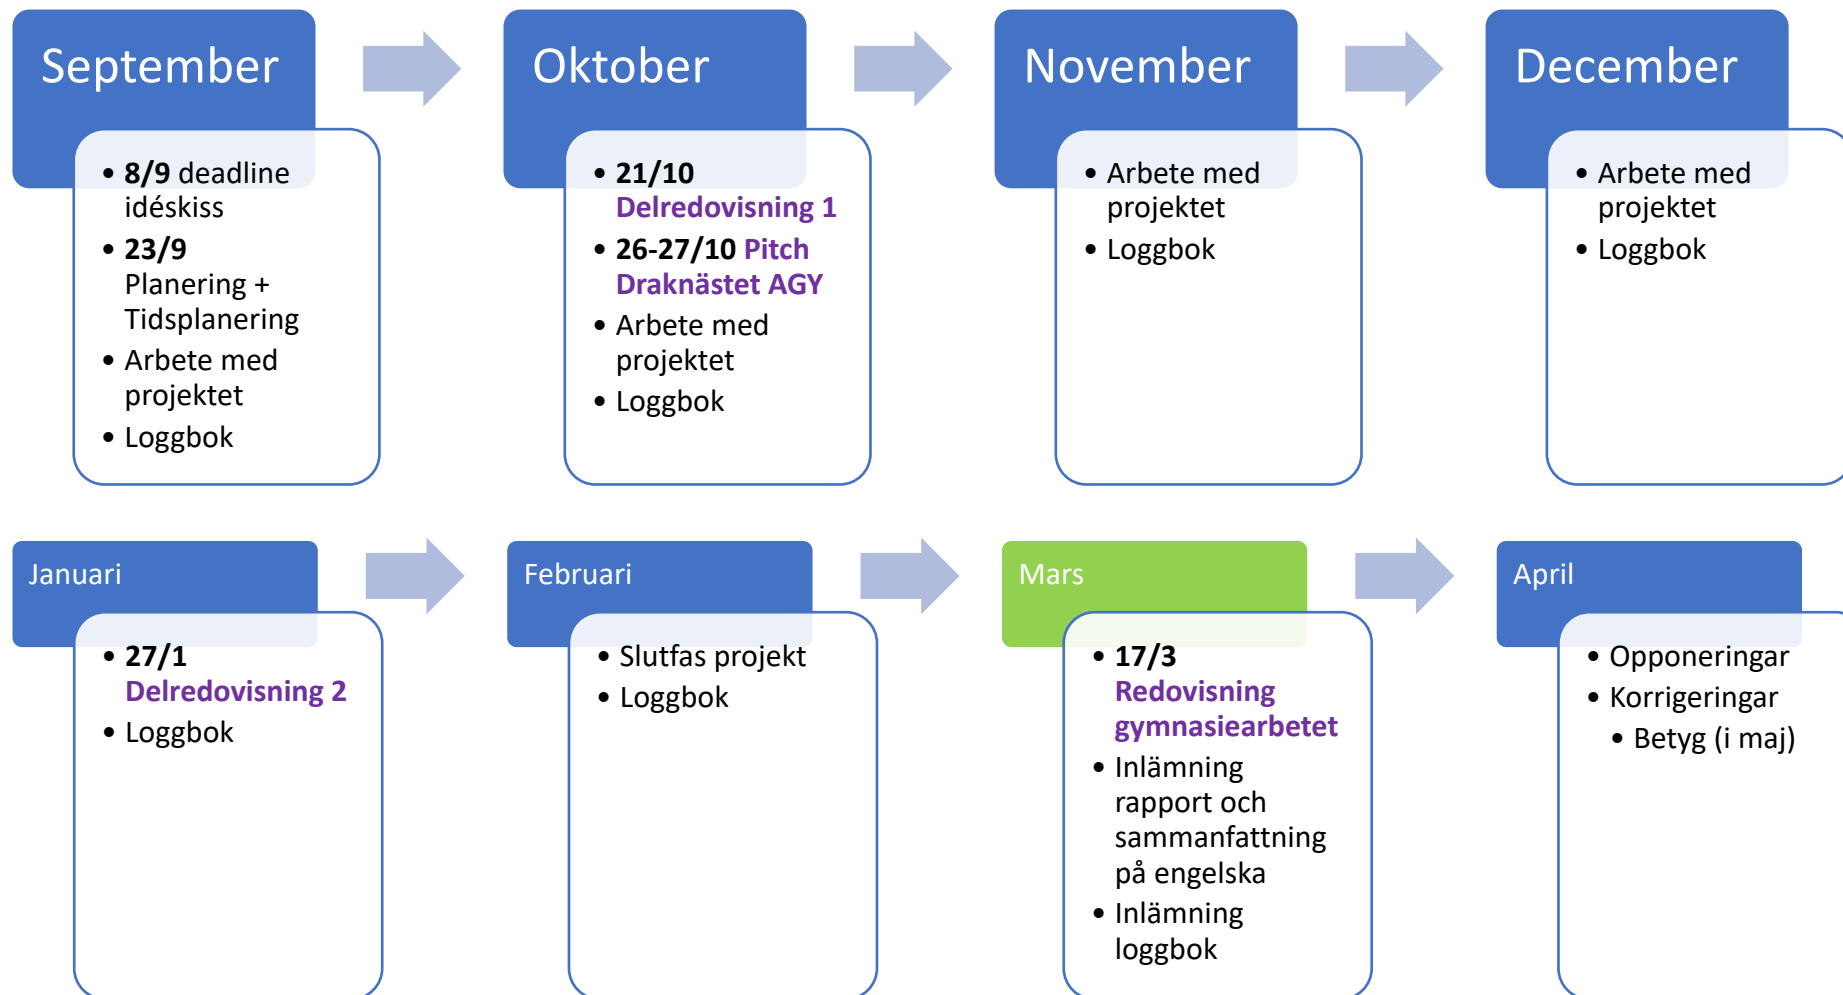 September
• 8/9 deadline
idéskiss
• 23/9
Planering +
Tidsplanering
• Arbete med
projektet
• Loggbok
Oktober
• 21/10
Delredovisning 1
• 26-27/10 Pitch
Draknästet AGY
• Arbete med
projektet
• Loggbok
November
• Arbete med
projektet
• Loggbok
December
• Arbete med
projektet
• Loggbok
Januari
• 27/1
Delredovisning 2
• Loggbok
Februari
• Slutfas projekt
• Loggbok
Mars
• 17/3
Redovisning
gymnasiearbetet
• Inlämning
rapport och
sammanfattning
på engelska
• Inlämning
loggbok
April
• Opponeringar
• Korrigeringar
• Betyg (i maj)